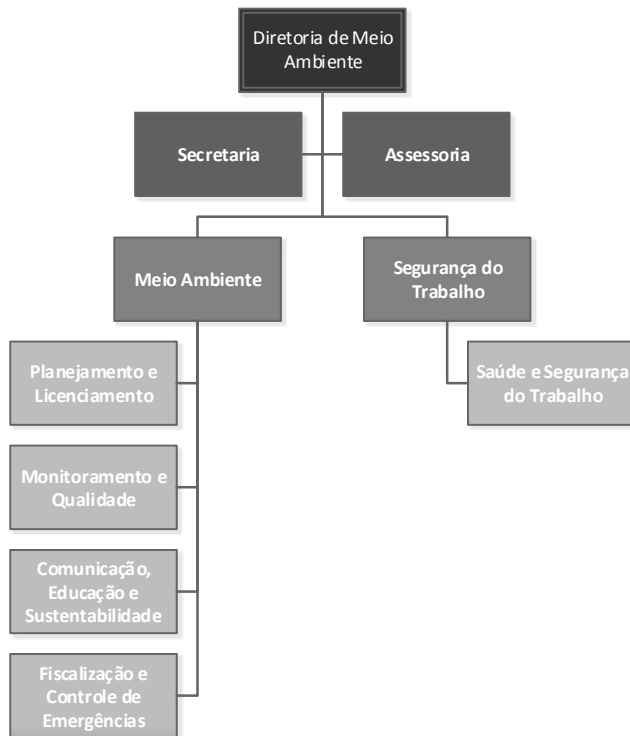 Diretoria de Meio
Ambiente
Secretaria
Assessoria
Meio Ambiente
Segurança do
Trabalho
Planejamento e
Licenciamento
Saúde e Segurança
do Trabalho
Monitoramento e
Qualidade
Comunicação,
Educação e
Sustentabilidade
Fiscalização e
Controle de
Emergências